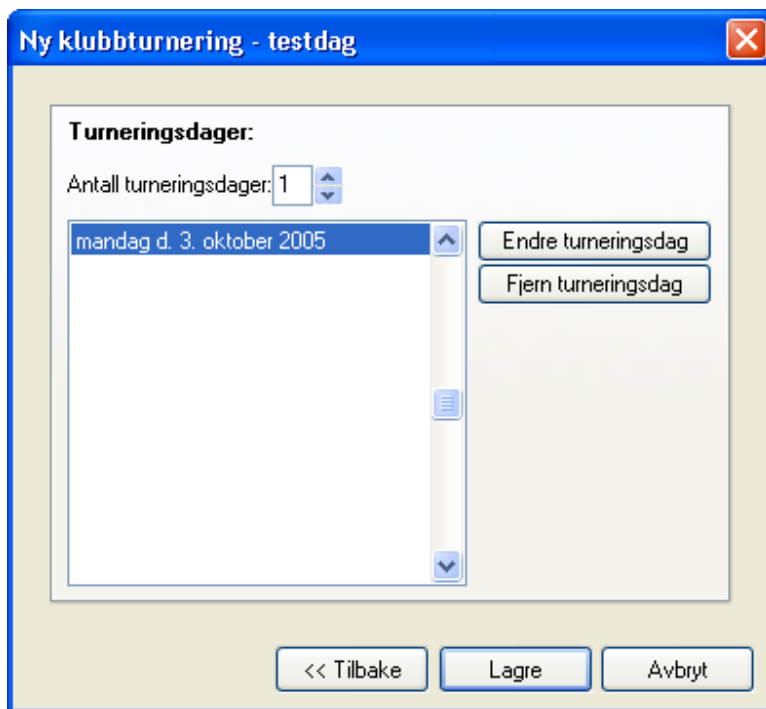 Ny klubbturnering - testdag
Turneringsdager:
Antall turneringsdager: 1
mandag d. 3. oktober 2005
Endre turneringsdag
Fjern turneringsdag
<< Tilbake
Lagre
Avbryt